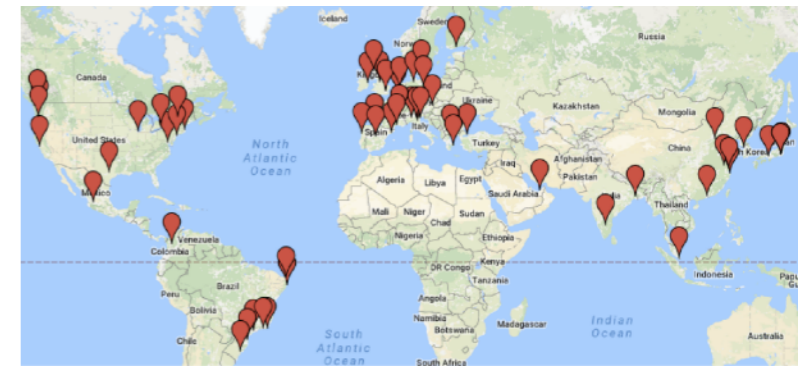 Iceland
Sweden
Norw
Russia
Canada
Ukraine
Kazakhstan
Mongolia
United States
North
Atlantic
Ocean
Spain
Italy
Turkey
China
n Korea
Iraq
Afghanistan
Pakistan
Algeria
Libya
Egypt
Saudi Arabia
Mali
Niger
Chad
Sudan
Thailand
Nigeria
Ethiopia
Venezuela
Colombia
DR Congo
Kenya
Tanzania
Indonesia
Papu
Gu
Peru
Brazil
Bolivia
Angola
Namibia
Botswana
Madagascar
Indian
Ocean
Australia
Chile
South
Atlantic
Ocean
South Africa